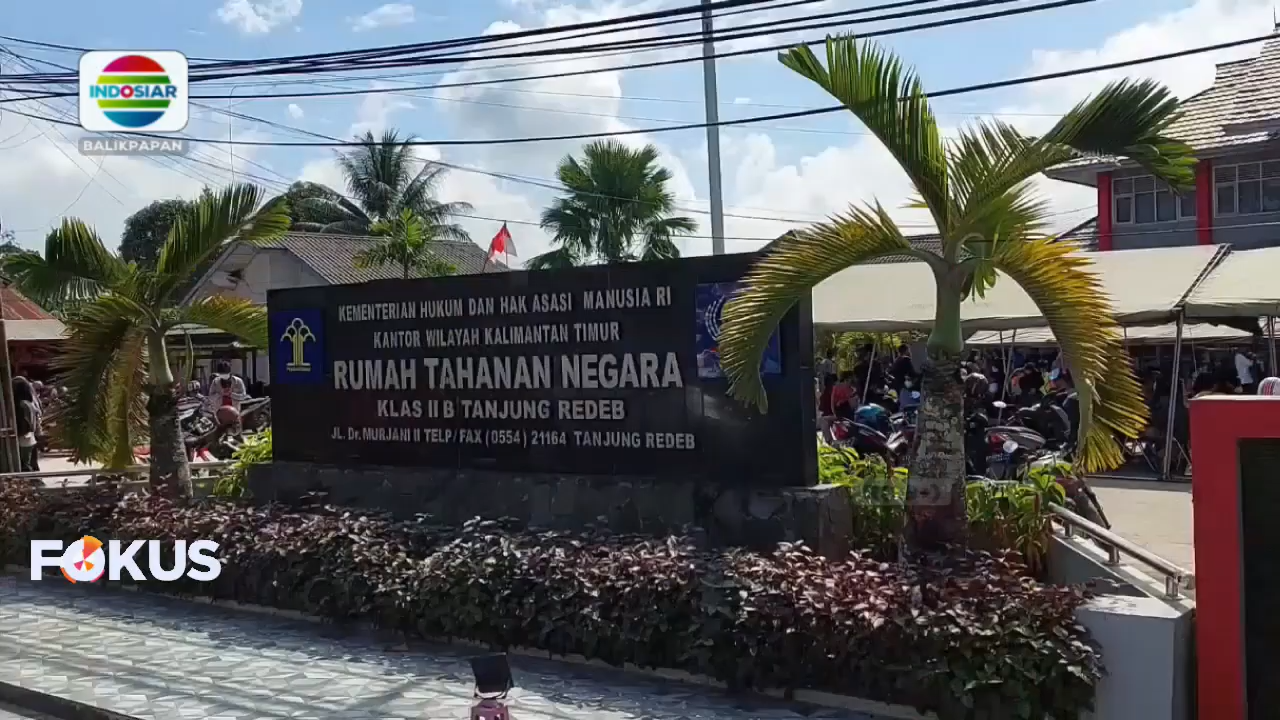 INDOSIAR
BALIKPAPAN
KEMENTERIAN HUKUM DAN HAK ASASI MANUSIA RI
KANTOR WILAYAH KALIMANTAN TIMUR
RUMAH TAHANAN NEGARA
KLAS II B TANJUNG REDEB
JL. Dr. MURJANI II TELP/FAX (0554) 21164 TANJUNG REDEB
FOKUS